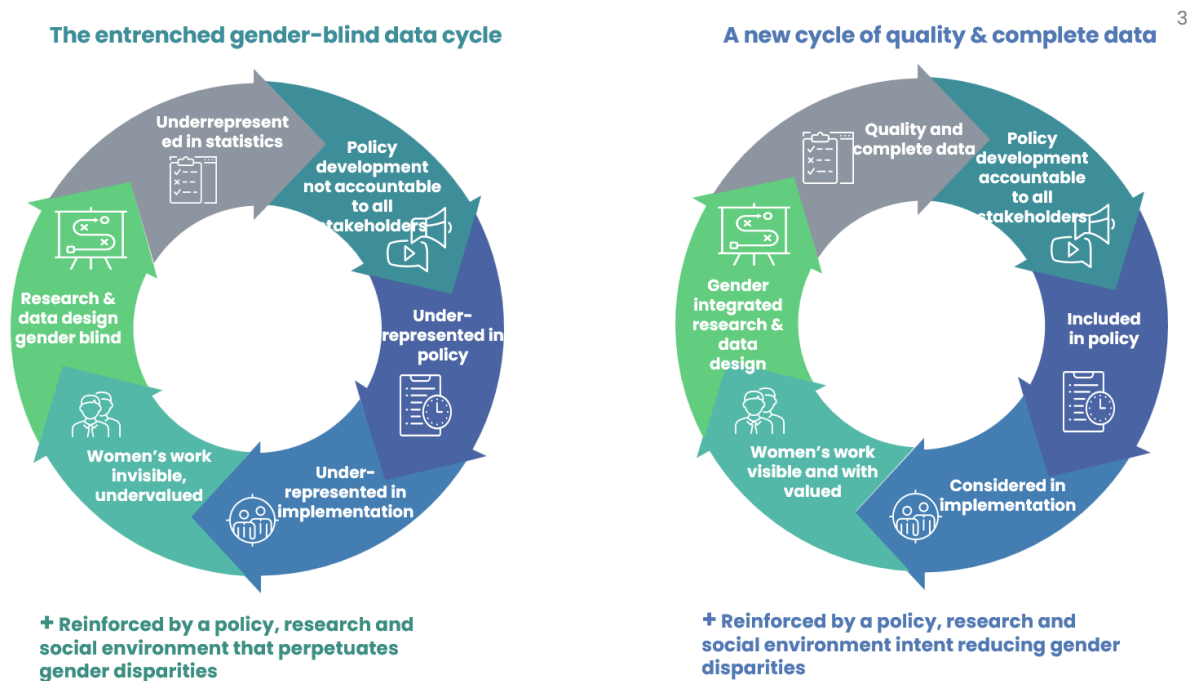 3
The entrenched gender-blind data cycle
Underrepresent
ed in statistics
Policy
development
not accountable
to all
stakeholders
Under-
represented in
policy
Under-
represented in
implementation
Women's work
invisible,
undervalued
Research &
data design
gender blind
+ Reinforced by a policy, research and
social environment that perpetuates
gender disparities
A new cycle of quality & complete data
Quality and
complete data
Policy
development
accountable
to all
stakeholders
Included
in policy
Considered in
implementation
Women's work
visible and with
valued
Gender
integrated
research &
data
design
+ Reinforced by a policy, research and
social environment intent reducing gender
disparities